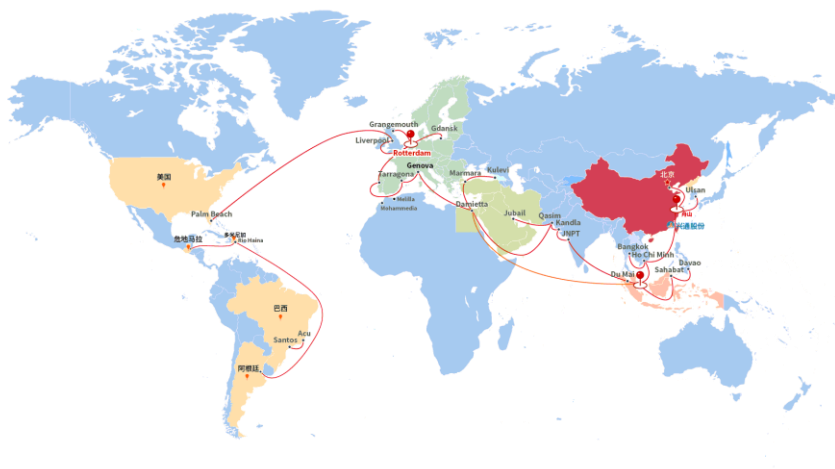 Grangemouth
Gdansk
Liverpool
Rotterdam
Genova
Tarragona
Marmara
Kulevi
Melilla
Mohammedia
Damietta
Jubail
Qasim
Kandla
JNPT
北京
Ulsan
舟山
兴通股份
Bangkok
Ho Chi Minh
Davao
Sahabat
Du Mai
美国
Palm Beach
危地马拉
多米尼加
Rio Haina
巴西
Acu
Santos
阿根廷